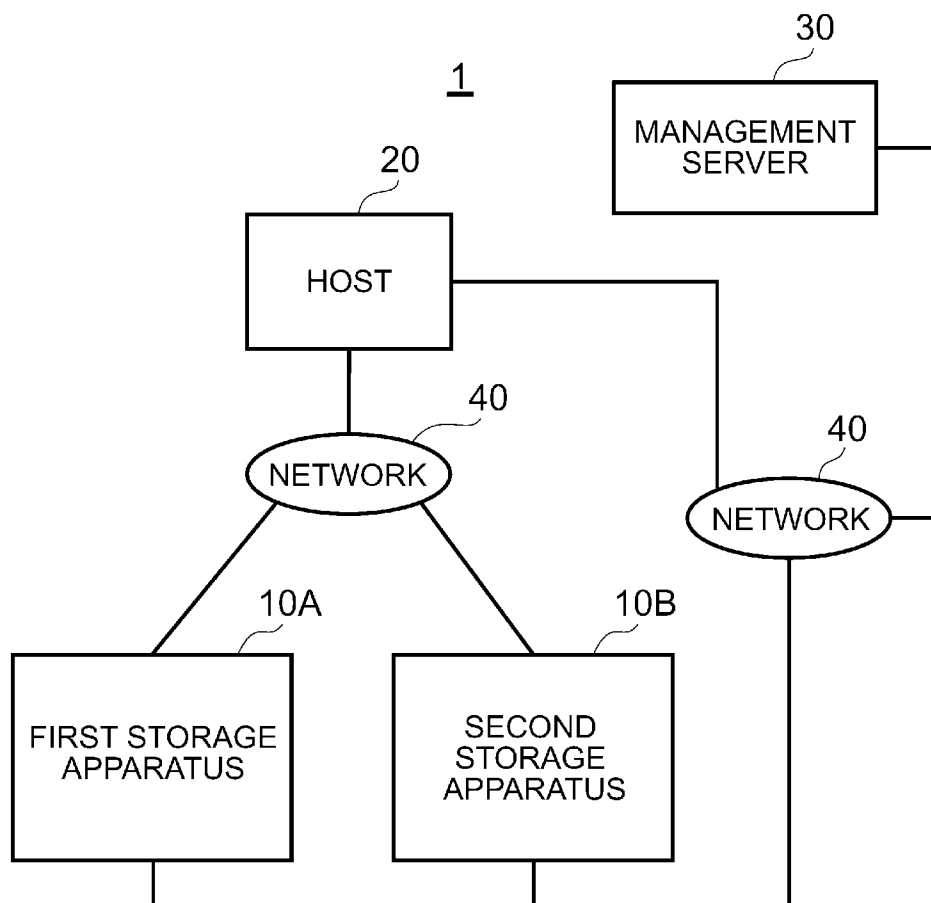 30
1
MANAGEMENT
SERVER
20
HOST
40
NETWORK
40
NETWORK
10A
10B
FIRST STORAGE
APPARATUS
SECOND
STORAGE
APPARATUS